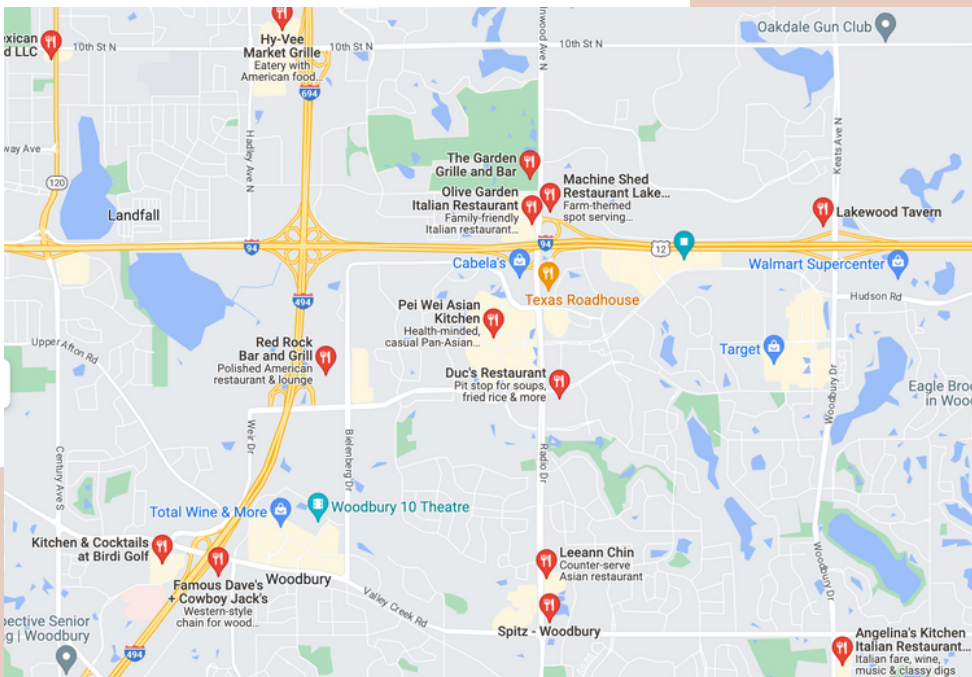 Oakdale Gun Club
exican
d LLC
10th St N
Hy-Vee
Market Grille
Eatery with
American food...
10th St N
nwood Ave N
10th St N
694
Hadley Ave N
Keats Ave N
way Ave
120
Landfall
The Garden
Grille and Bar
Olive Garden
Italian Restaurant
Family-friendly
Italian restaurant...
Machine Shed
Restaurant Lake...
Farm-themed
spot serving...
Lakewood Tavern
94
94
12
Cabela's
Walmart Supercenter
Texas Roadhouse
Hudson Rd
494
Pei Wei Asian
Kitchen
Health-minded,
casual Pan-Asian...
Upper Afton Rd
Red Rock
Bar and Grill
Polished American
restaurant & lounge
Target
Duc's Restaurant
Pit stop for soups,
fried rice & more
Eagle Broo
in Wood
Woodbury Dr
Weir Dr
Bielenberg Dr
Radio Dr
Century Ave S
Total Wine & More
Woodbury 10 Theatre
Kitchen & Cocktails
at Birdi Golf
Famous Dave's
+ Cowboy Jack's
Western-style
chain for wood...
Woodbury
Valley Creek Rd
Leeann Chin
Counter-serve
Asian restaurant
Spitz - Woodbury
Woodbury Dr
pective Senior
g | Woodbury
494
Angelina's Kitchen
Italian Restaurant...
Italian fare, wine,
music & classy digs